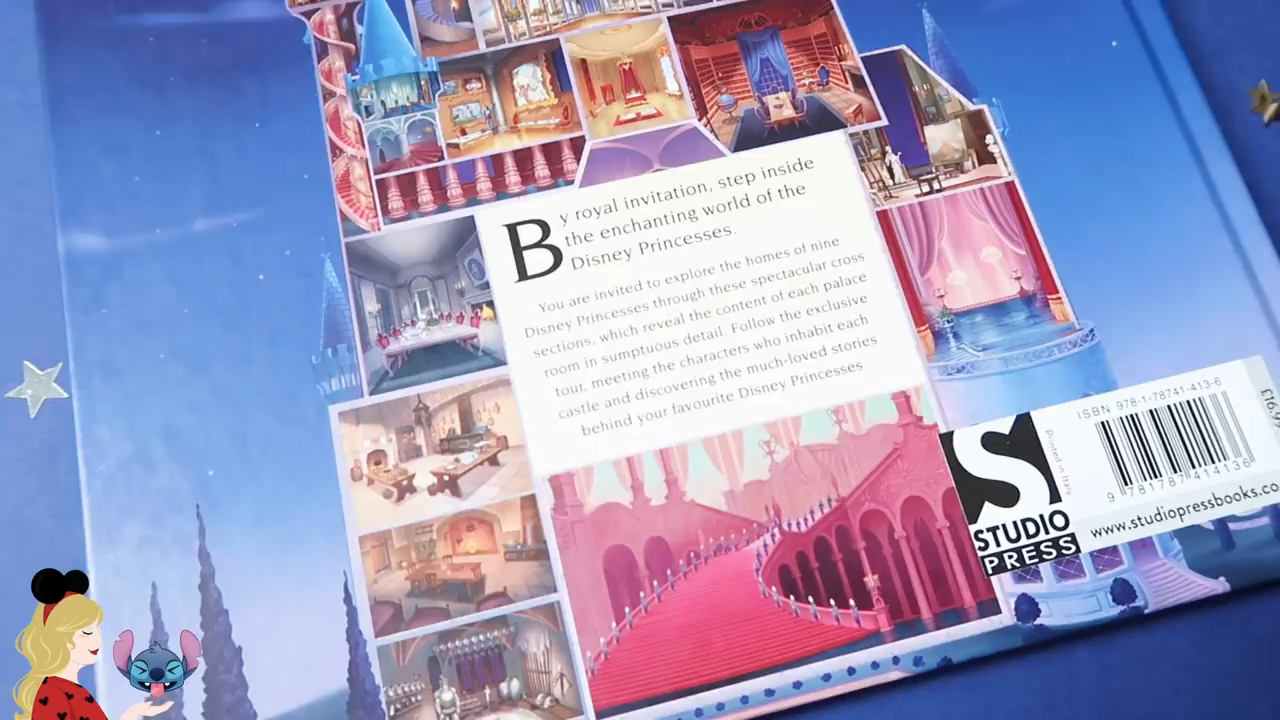 By royal invitation, step inside
the enchanting world of the
Disney Princesses.
You are invited to explore the homes of nine
Disney Princesses through these spectacular cross
sections, which reveal the content of each palace
room in sumptuous detail. Follow the exclusive
tour, meeting the characters who inhabit each
castle and discovering the much-loved stories
behind your favourite Disney Princesses.
S
STUDIO
PRESS
Printed in Italy
ISBN 978-1-78741-413-6
9 781787 414136
www.studiopressbooks.co